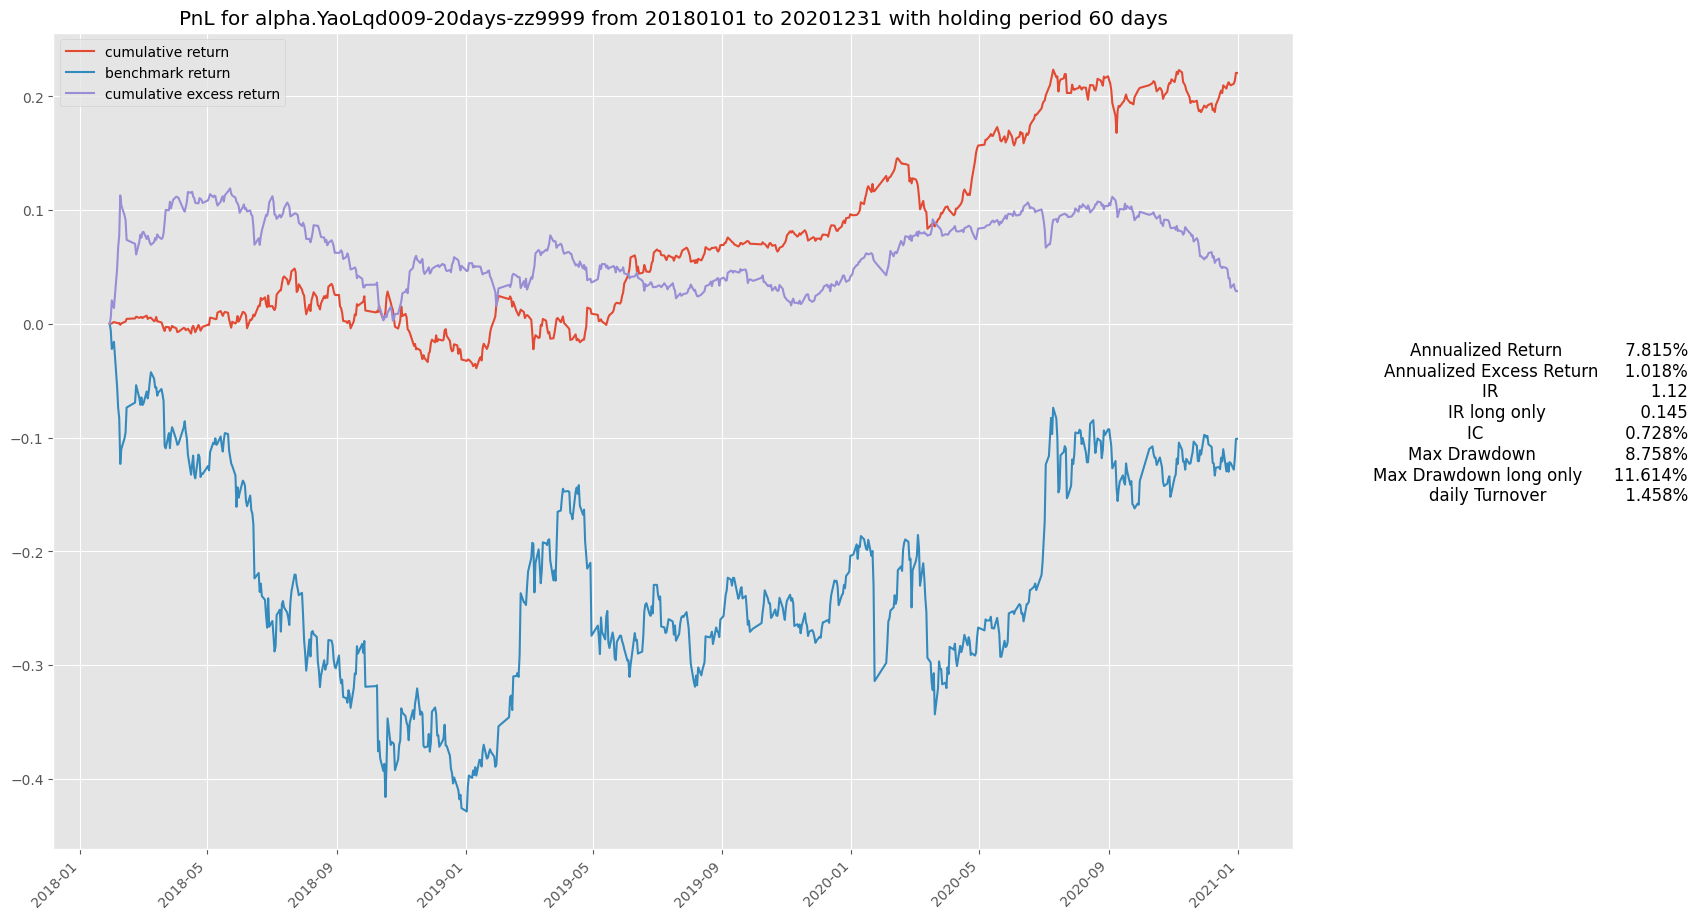 PnL for alpha.YaoLqd009-20days-zz9999 from 20180101 to 20201231 with holding period 60 days
cumulative return
benchmark return
cumulative excess return
0.2
0.1
0.0
−0.1
−0.2
−0.3
−0.4
2018-01
2018-05
2018-09
2019-01
2019-05
2019-09
2020-01
2020-05
2020-09
2021-01
Annualized Return 7.815%
Annualized Excess Return 1.018%
IR 1.12
IR long only 0.145
IC 0.728%
Max Drawdown 8.758%
Max Drawdown long only 11.614%
daily Turnover 1.458%